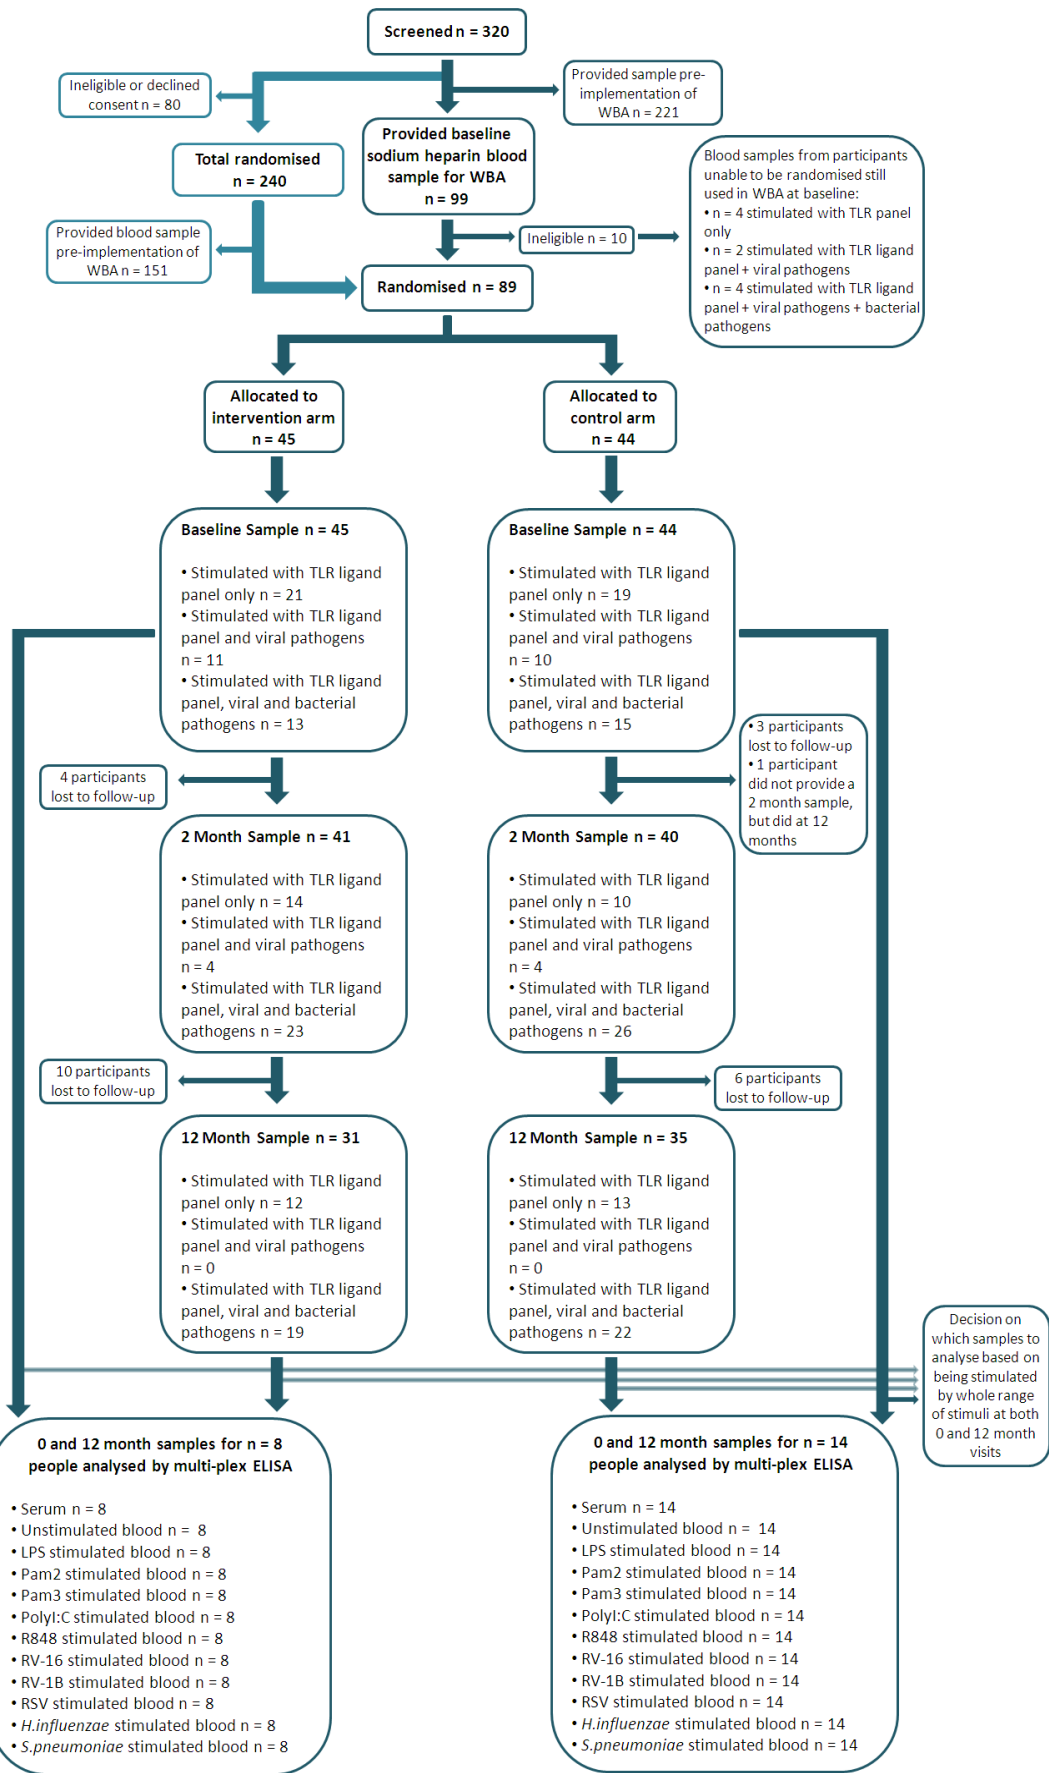 Screened n = 320
Ineligible or declined
consent n = 80
Provided sample pre-
implementation of
WBA n = 221
Provided baseline
sodium heparin blood
sample for WBA
n = 99
Total randomised
n = 240
Blood samples from participants
unable to be randomised still
used in WBA at baseline:
• n = 4 stimulated with TLR panel
only
• n = 2 stimulated with TLR ligand
panel + viral pathogens
• n = 4 stimulated with TLR ligand
panel + viral pathogens + bacterial
pathogens
Provided blood sample
pre-implementation of
WBA n = 151
Ineligible n = 10
Randomised n = 89
Allocated to
intervention arm
n = 45
Allocated to
control arm
n = 44
Baseline Sample n = 45
• Stimulated with TLR ligand
panel only n = 21
• Stimulated with TLR ligand
panel and viral pathogens
n = 11
• Stimulated with TLR ligand
panel, viral and bacterial
pathogens n = 13
Baseline Sample n = 44
• Stimulated with TLR ligand
panel only n = 19
• Stimulated with TLR ligand
panel and viral pathogens
n = 10
• Stimulated with TLR ligand
panel, viral and bacterial
pathogens n = 15
4 participants
lost to follow-up
• 3 participants
lost to follow-up
• 1 participant
did not provide a
2 month sample,
but did at 12
months
2 Month Sample n = 41
• Stimulated with TLR ligand
panel only n = 14
• Stimulated with TLR ligand
panel and viral pathogens
n = 4
• Stimulated with TLR ligand
panel, viral and bacterial
pathogens n = 23
2 Month Sample n = 40
• Stimulated with TLR ligand
panel only n = 10
• Stimulated with TLR ligand
panel and viral pathogens
n = 4
• Stimulated with TLR ligand
panel, viral and bacterial
pathogens n = 26
10 participants
lost to follow-up
6 participants
lost to follow-up
12 Month Sample n = 31
• Stimulated with TLR ligand
panel only n = 12
• Stimulated with TLR ligand
panel and viral pathogens
n = 0
• Stimulated with TLR ligand
panel, viral and bacterial
pathogens n = 19
12 Month Sample n = 35
• Stimulated with TLR ligand
panel only n = 13
• Stimulated with TLR ligand
panel and viral pathogens
n = 0
• Stimulated with TLR ligand
panel, viral and bacterial
pathogens n = 22
Decision on
which samples to
analyse based on
being stimulated
by whole range
of stimuli at both
0 and 12 month
visits
0 and 12 month samples for n = 8
people analysed by multi-plex ELISA
• Serum n = 8
• Unstimulated blood n = 8
• LPS stimulated blood n = 8
• Pam2 stimulated blood n = 8
• Pam3 stimulated blood n = 8
• PolyI:C stimulated blood n = 8
• R848 stimulated blood n = 8
• RV-16 stimulated blood n = 8
• RV-1B stimulated blood n = 8
• RSV stimulated blood n = 8
• H.influenzae stimulated blood n = 8
• S.pneumoniae stimulated blood n = 8
0 and 12 month samples for n = 14
people analysed by multi-plex ELISA
• Serum n = 14
• Unstimulated blood n = 14
• LPS stimulated blood n = 14
• Pam2 stimulated blood n = 14
• Pam3 stimulated blood n = 14
• PolyI:C stimulated blood n = 14
• R848 stimulated blood n = 14
• RV-16 stimulated blood n = 14
• RV-1B stimulated blood n = 14
• RSV stimulated blood n = 14
• H.influenzae stimulated blood n = 14
• S.pneumoniae stimulated blood n = 14